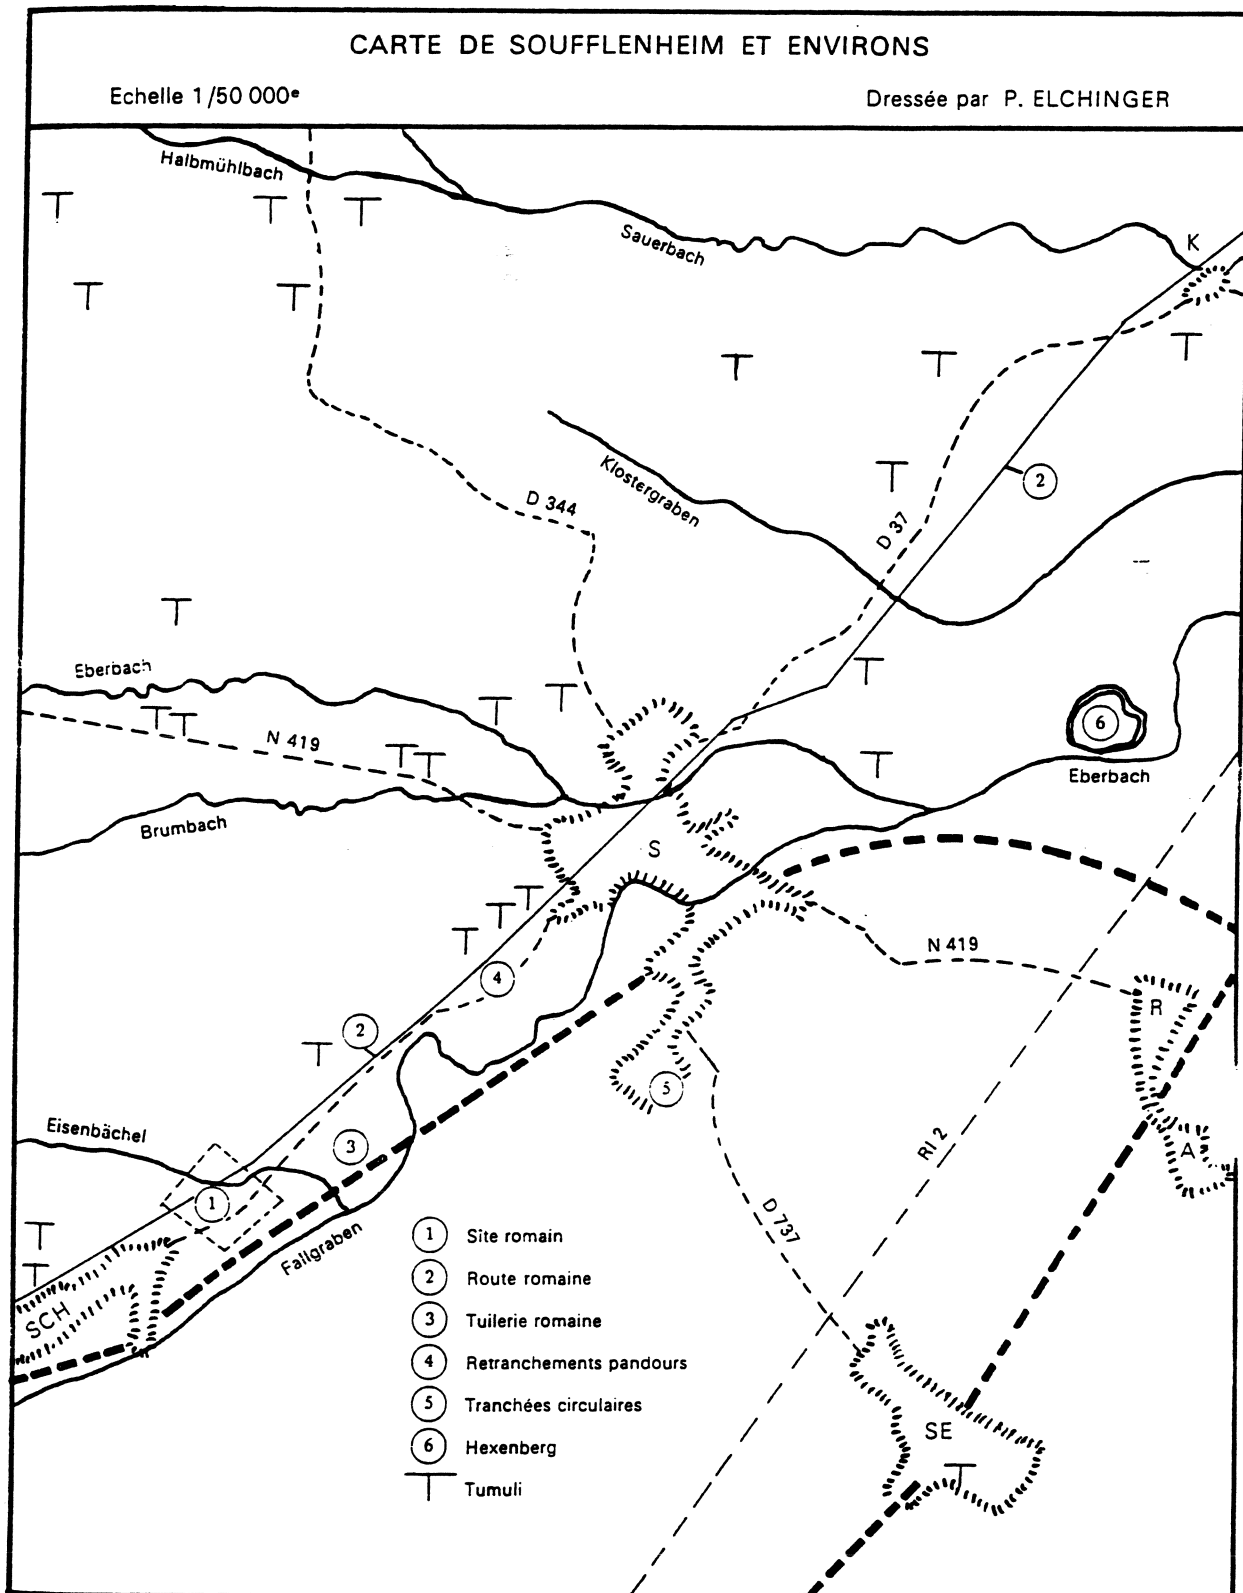 CARTE DE SOUFFLENHEIM ET ENVIRONS
Echelle 1/50 000e
Dressée par P. ELCHINGER
Halbmühlbach
Sauerbach
K
Klostergraben
2
D 344
D 37
Eberbach
N 419
6
Eberbach
Brumbach
S
N 419
4
R
2
5
Eisenbächel
3
RI 2
A
1
D 737
Fallgraben
SCH
SE
1 Site romain
2 Route romaine
3 Tuilerie romaine
4 Retranchements pandours
5 Tranchées circulaires
6 Hexenberg
Tumuli